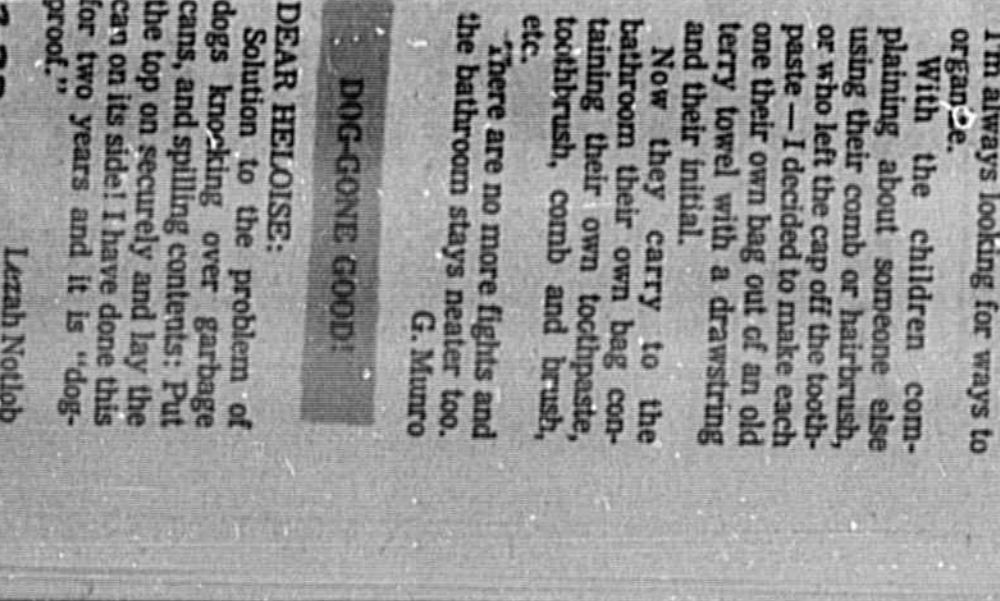 I'm always looking for ways to
organize.
With the children com-
plaining about someone else
using their comb or hairbrush,
or who left the cap off the tooth-
paste — I decided to make each
one their own bag out of an old
terry towel with a drawstring
and their initial.
Now they carry to the
bathroom their own bag con-
taining their own toothpaste,
toothbrush, comb and brush,
etc.
There are no more fights and
the bathroom stays neater too.
G. Munro
DOG-GONE GOOD!
DEAR HELOISE:
Solution to the problem of
dogs knocking over garbage
cans, and spilling contents: Put
the top on securely and lay the
can on its side! I have done this
for two years and it is "dog-
proof."
Lezah Notlob